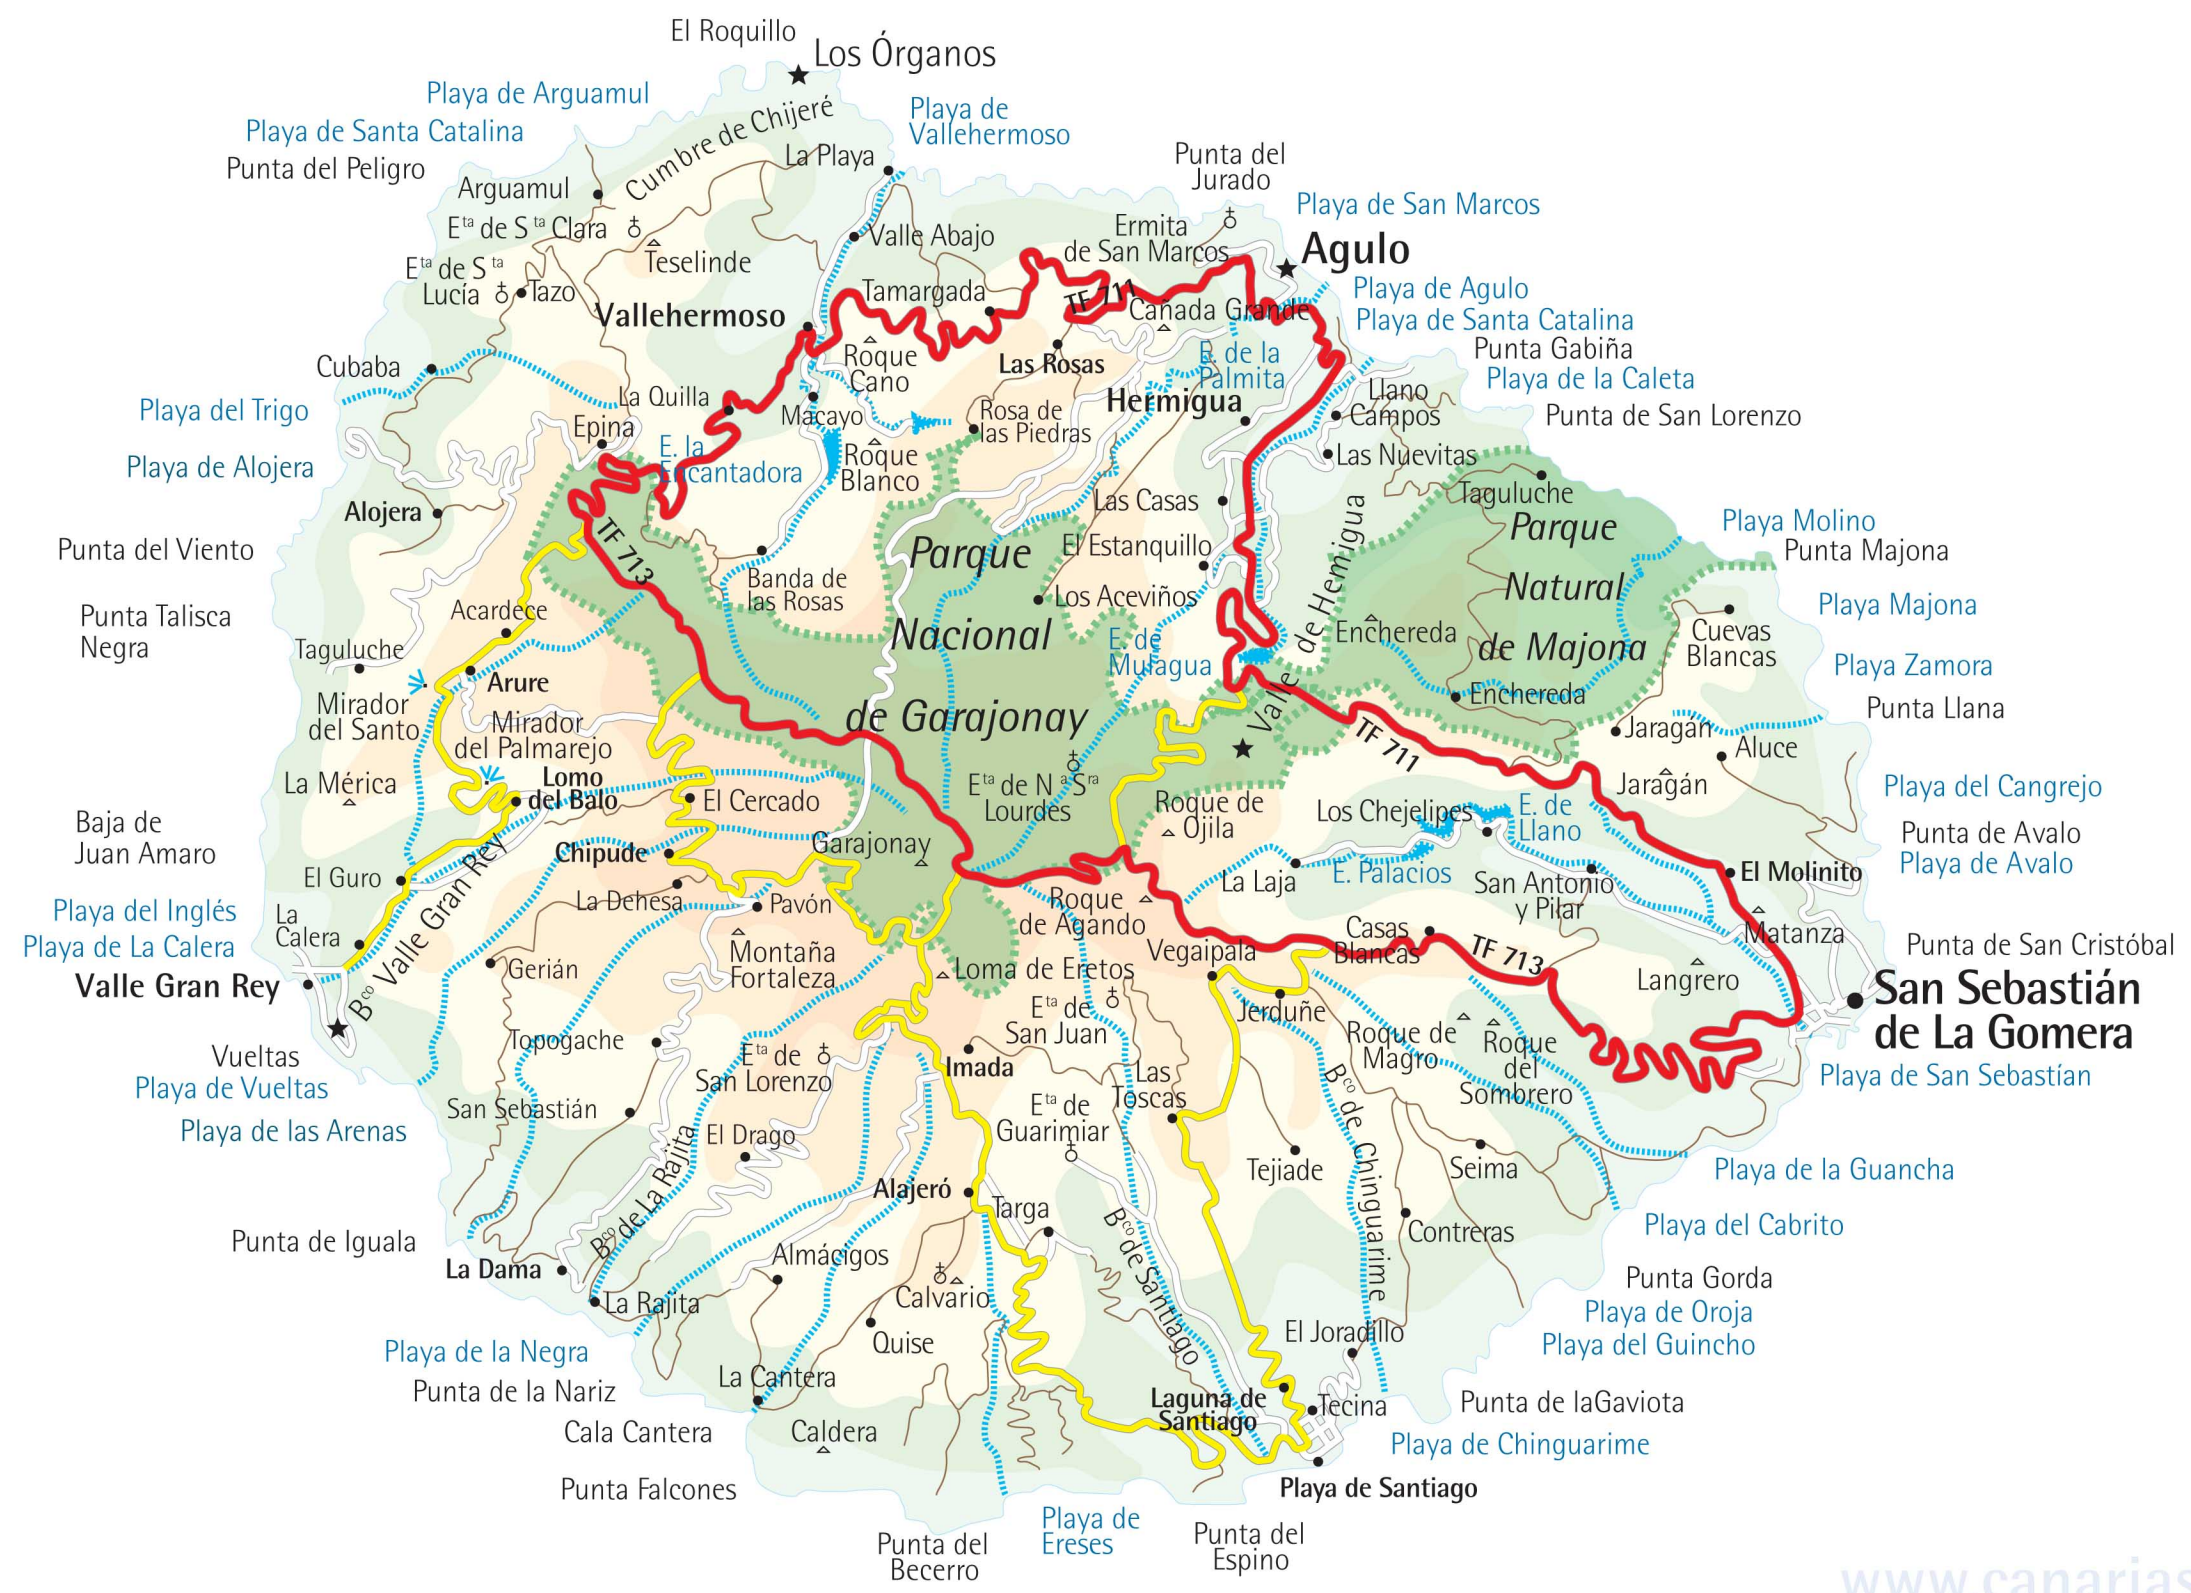 El Roquillo
Los Órganos
Playa de Arguamul
Playa de
Vallehermoso
Playa de Santa Catalina
Cumbre de Chijeré
La Playa
Punta del Peligro
Punta del
Jurado
Arguamul
Playa de San Marcos
Eta de S ta Clara
Valle Abajo
Ermita
de San Marcos
Agulo
Teselinde
Eta de S ta
Lucía
Tazo
Tamargada
TF 711
Cañada Grande
Playa de Agulo
Vallehermoso
Playa de Santa Catalina
Punta Gabiña
Cubaba
Roque
Cano
Las Rosas
E. de la
Palmita
Playa de la Caleta
La Quilla
Llano
Campos
Playa del Trigo
Macayo
Rosa de
las Piedras
Hermigua
Punta de San Lorenzo
Epina
E. la
Encantadora
Roque
Blanco
Las Nuevitas
Playa de Alojera
Alojera
Las Casas
Taguluche
Parque
Natural
de Majona
Playa Molino
Punta Majona
Punta del Viento
TF 713
Parque
Nacional
de Garajonay
El Estanquillo
Valle de Hemigua
Banda de
las Rosas
Los Aceviños
Playa Majona
Punta Talisca
Negra
Acardece
Enchereda
Cuevas
Blancas
Taguluche
E. de
Mulagua
Playa Zamora
Arure
Enchereda
Mirador
del Santo
Mirador
del Palmarejo
Punta Llana
Jaragán
Aluce
TF 711
La Mérica
Lomo
del Balo
El Cercado
Eta de N a Sra
Lourdes
Roque de
Ojila
Los Chejelipes
E. de
Llano
Jaragán
Playa del Cangrejo
Baja de
Juan Amaro
Chipude
Garajonay
Punta de Avalo
Playa de Avalo
El Guro
Bco Valle Gran Rey
La Dehesa
Pavón
La Laja
E. Palacios
San Antonio
y Pilar
El Molinito
Playa del Inglés
La
Calera
Roque
de Agando
Casas
Blancas
Matanza
Playa de La Calera
Montaña
Fortaleza
Vegaipala
TF 713
Punta de San Cristóbal
Valle Gran Rey
Gerián
Loma de Eretos
Langrero
San Sebastián
de La Gomera
Eta de
San Juan
Jerduñe
Topogache
Eta de
San Lorenzo
Roque de
Magro
Roque
del
Sombrero
Vueltas
Imada
Las
Toscas
Playa de San Sebastían
Playa de Vueltas
San Sebastián
Eta de
Guarimiar
Playa de las Arenas
El Drago
Bco de La Rajita
Bco de Chinguarime
Tejiade
Seima
Playa de la Guancha
Alajeró
Targa
Contreras
Playa del Cabrito
Punta de Iguala
Bco de Santiago
La Dama
Almácigos
Punta Gorda
La Rajita
Calvario
Playa de Oroja
Quise
El Joradillo
Playa del Guincho
Playa de la Negra
Punta de la Nariz
La Cantera
Laguna de
Santiago
Tecina
Punta de laGaviota
Cala Cantera
Caldera
Playa de Chinguarime
Punta Falcones
Playa de Santiago
Playa de
Ereses
Punta del
Becerro
Punta del
Espino
www.canarias